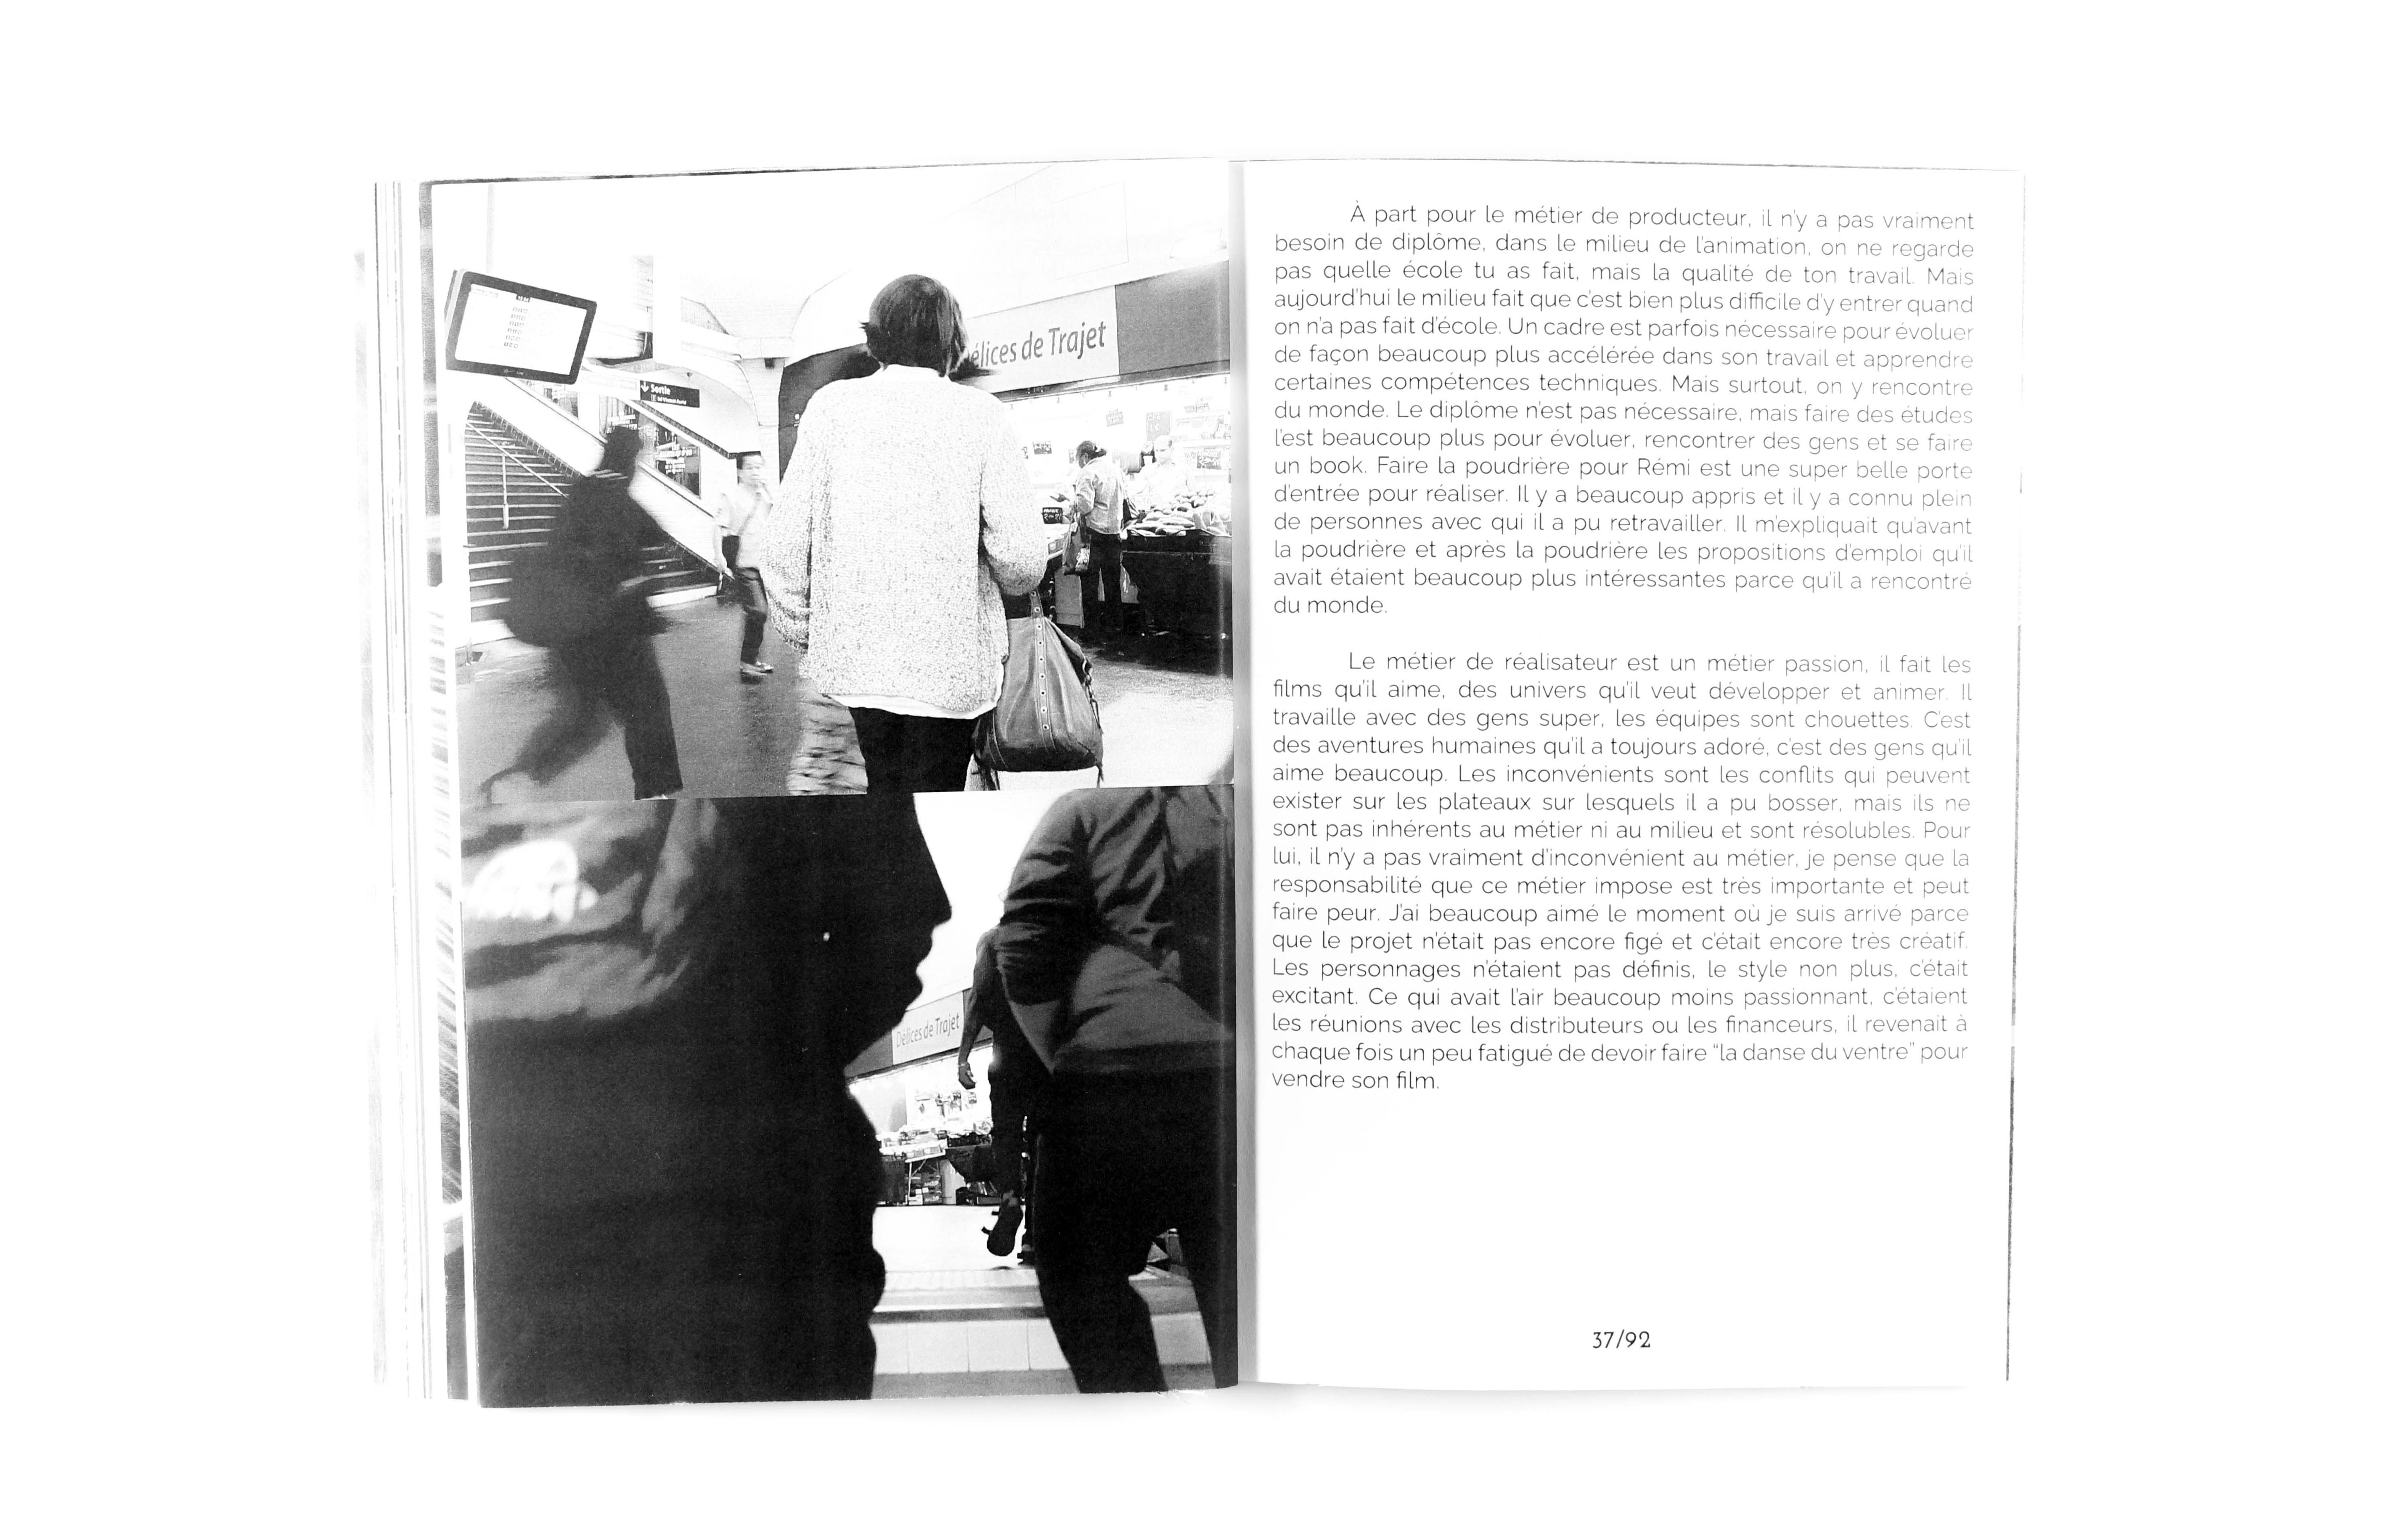 Sortie
élices de Trajet
Délices de Trajet
À part pour le métier de producteur, il n'y a pas vraiment
besoin de diplôme, dans le milieu de l'animation, on ne regarde
pas quelle école tu as fait, mais la qualité de ton travail. Mais
aujourd'hui le milieu fait que c'est bien plus difficile d'y entrer quand
on n'a pas fait d'école. Un cadre est parfois nécessaire pour évoluer
de façon beaucoup plus accélérée dans son travail et apprendre
certaines compétences techniques. Mais surtout, on y rencontre
du monde. Le diplôme n'est pas nécessaire, mais faire des études
l'est beaucoup plus pour évoluer, rencontrer des gens et se faire
un book. Faire la poudrière pour Rémi est une super belle porte
d'entrée pour réaliser. Il y a beaucoup appris et il y a connu plein
de personnes avec qui il a pu retravailler. Il m'expliquait qu'avant
la poudrière et après la poudrière les propositions d'emploi qu'il
avait étaient beaucoup plus intéressantes parce qu'il a rencontré
du monde.
Le métier de réalisateur est un métier passion, il fait les
films qu'il aime, des univers qu'il veut développer et animer. Il
travaille avec des gens super, les équipes sont chouettes. C'est
des aventures humaines qu'il a toujours adoré, c'est des gens qu'il
aime beaucoup. Les inconvénients sont les conflits qui peuvent
exister sur les plateaux sur lesquels il a pu bosser, mais ils ne
sont pas inhérents au métier ni au milieu et sont résolubles. Pour
lui, il n'y a pas vraiment d'inconvénient au métier, je pense que la
responsabilité que ce métier impose est très importante et peut
faire peur. J'ai beaucoup aimé le moment où je suis arrivé parce
que le projet n'était pas encore figé et c'était encore très créatif.
Les personnages n'étaient pas définis, le style non plus, c'était
excitant. Ce qui avait l'air beaucoup moins passionnant, c'étaient
les réunions avec les distributeurs ou les financeurs, il revenait à
chaque fois un peu fatigué de devoir faire "la danse du ventre" pour
vendre son film.
37/92